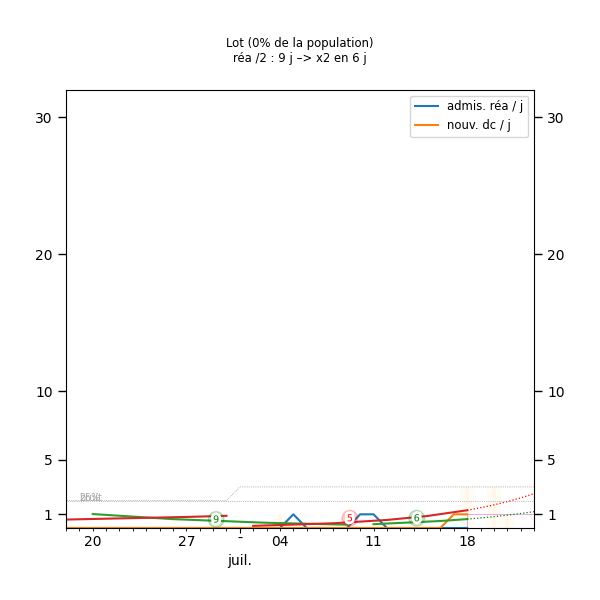 Lot (0% de la population)
réa /2 : 9 j –> x2 en 6 j
admis. réa / j
nouv. dc / j
30 30
20 20
10 10
5 5
1 1
9 5 6
20 27 - 04 11 18
juil.